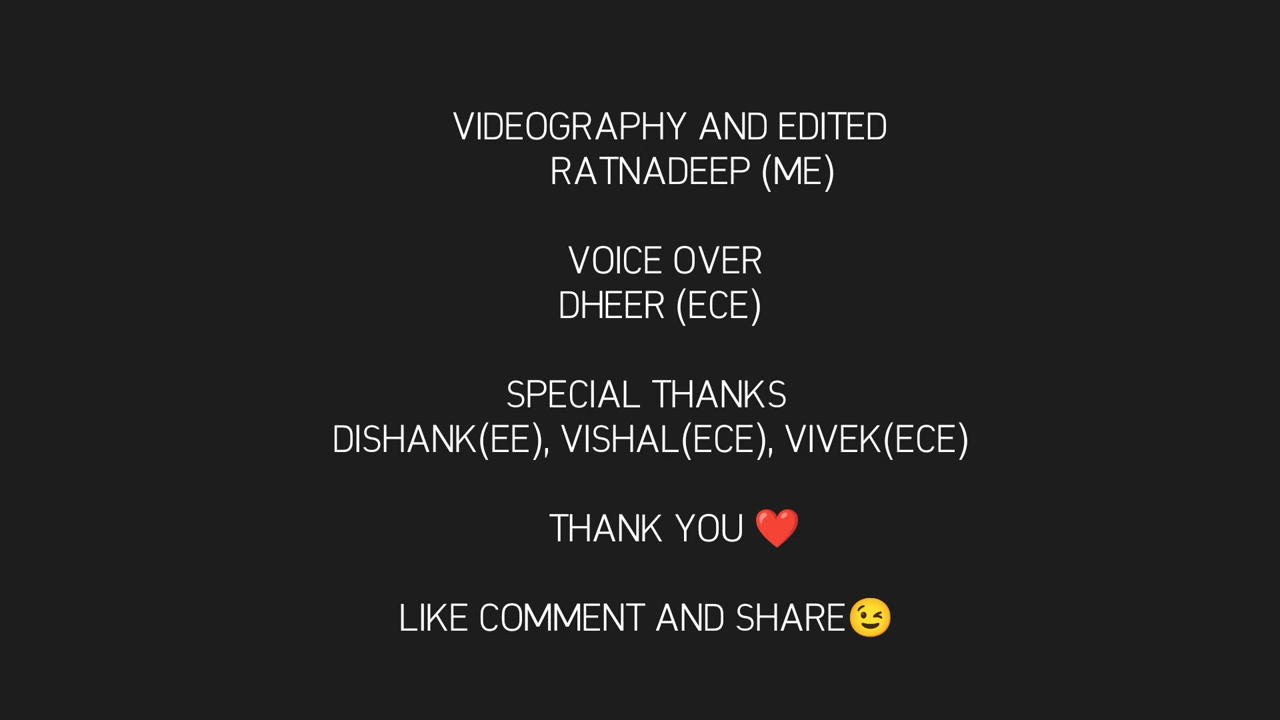 VIDEOGRAPHY AND EDITED
RATNADEEP (ME)
VOICE OVER
DHEER (ECE)
SPECIAL THANKS
DISHANK(EE), VISHAL(ECE), VIVEK(ECE)
THANK YOU ❤️
LIKE COMMENT AND SHARE😉